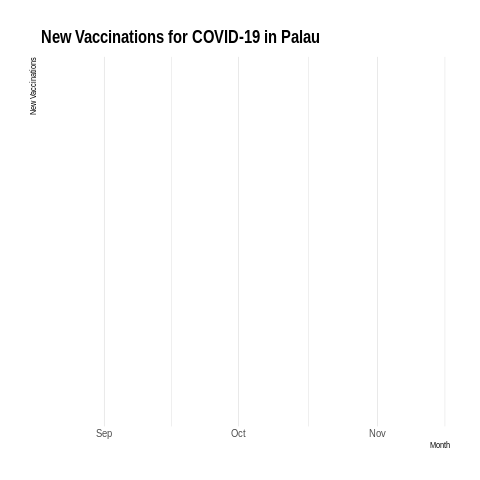 New Vaccinations for COVID-19 in Palau
New Vaccinations
Sep Oct Nov
Month